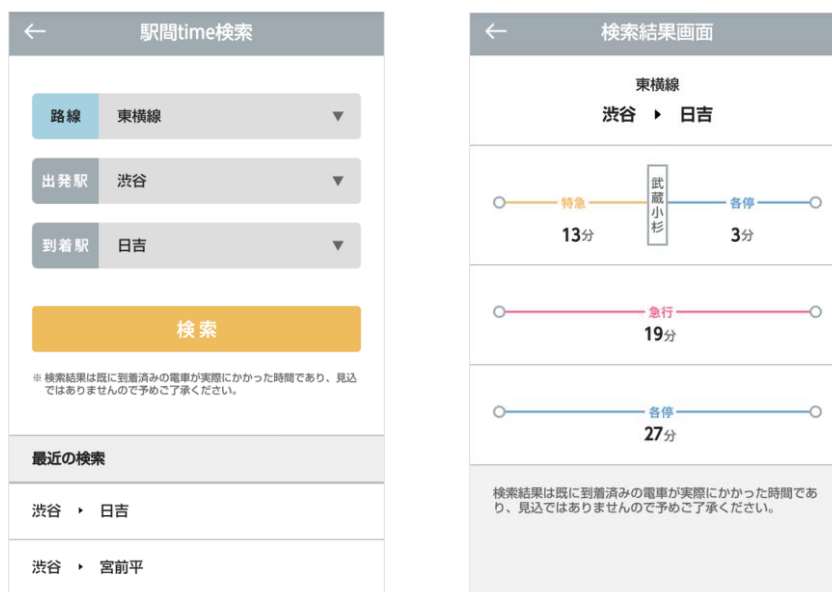 駅間time検索
路線 東横線
出発駅 渋谷
到着駅 日吉
検索
※ 検索結果は既に到着済みの電車が実際にかかった時間であり、見込
ではありませんので予めご了承ください。
最近の検索
渋谷 ▸ 日吉
渋谷 ▸ 宮前平
検索結果画面
東横線
渋谷 ▸ 日吉
特急 武蔵小杉 各停
13分 3分
急行
19分
各停
27分
検索結果は既に到着済みの電車が実際にかかった時間であ
り、見込ではありませんので予めご了承ください。